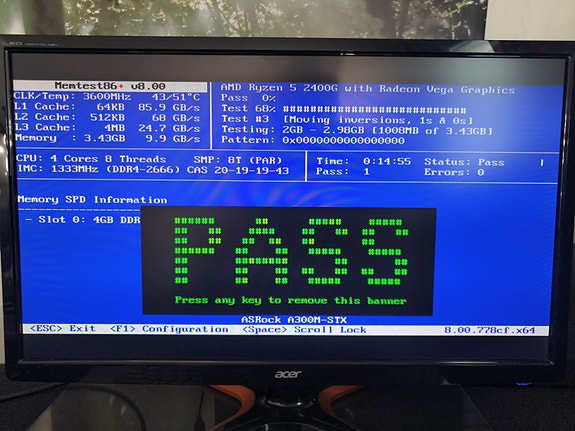 Memtest86+ v8.00
AMD Ryzen 5 2400G with Radeon Vega Graphics
CLK/Temp: 3600MHz 43/51°C
Pass 0%
L1 Cache: 64KB 85.9 GB/s
Test 68% ############################
L2 Cache: 512KB 68 GB/s
Test #3 [Moving inversions, 1s & 0s]
L3 Cache: 4MB 24.7 GB/s
Testing: 2GB - 2.98GB [1008MB of 3.43GB]
Memory : 3.43GB 9.9 GB/s
Pattern: 0x0000000000000000
CPU: 4 Cores 8 Threads SMP: 8T (PAR)
Time: 0:14:55 Status: Pass
IMC: 1333MHz (DDR4-2666) CAS 20-19-19-43
Pass: 1 Errors: 0
Memory SPD Information
- Slot 0: 4GB DDR
PASS
Press any key to remove this banner
ASRock A300M-STX
<ESC> Exit <F1> Configuration <Space> Scroll Lock 8.00.778cf.x64
acer